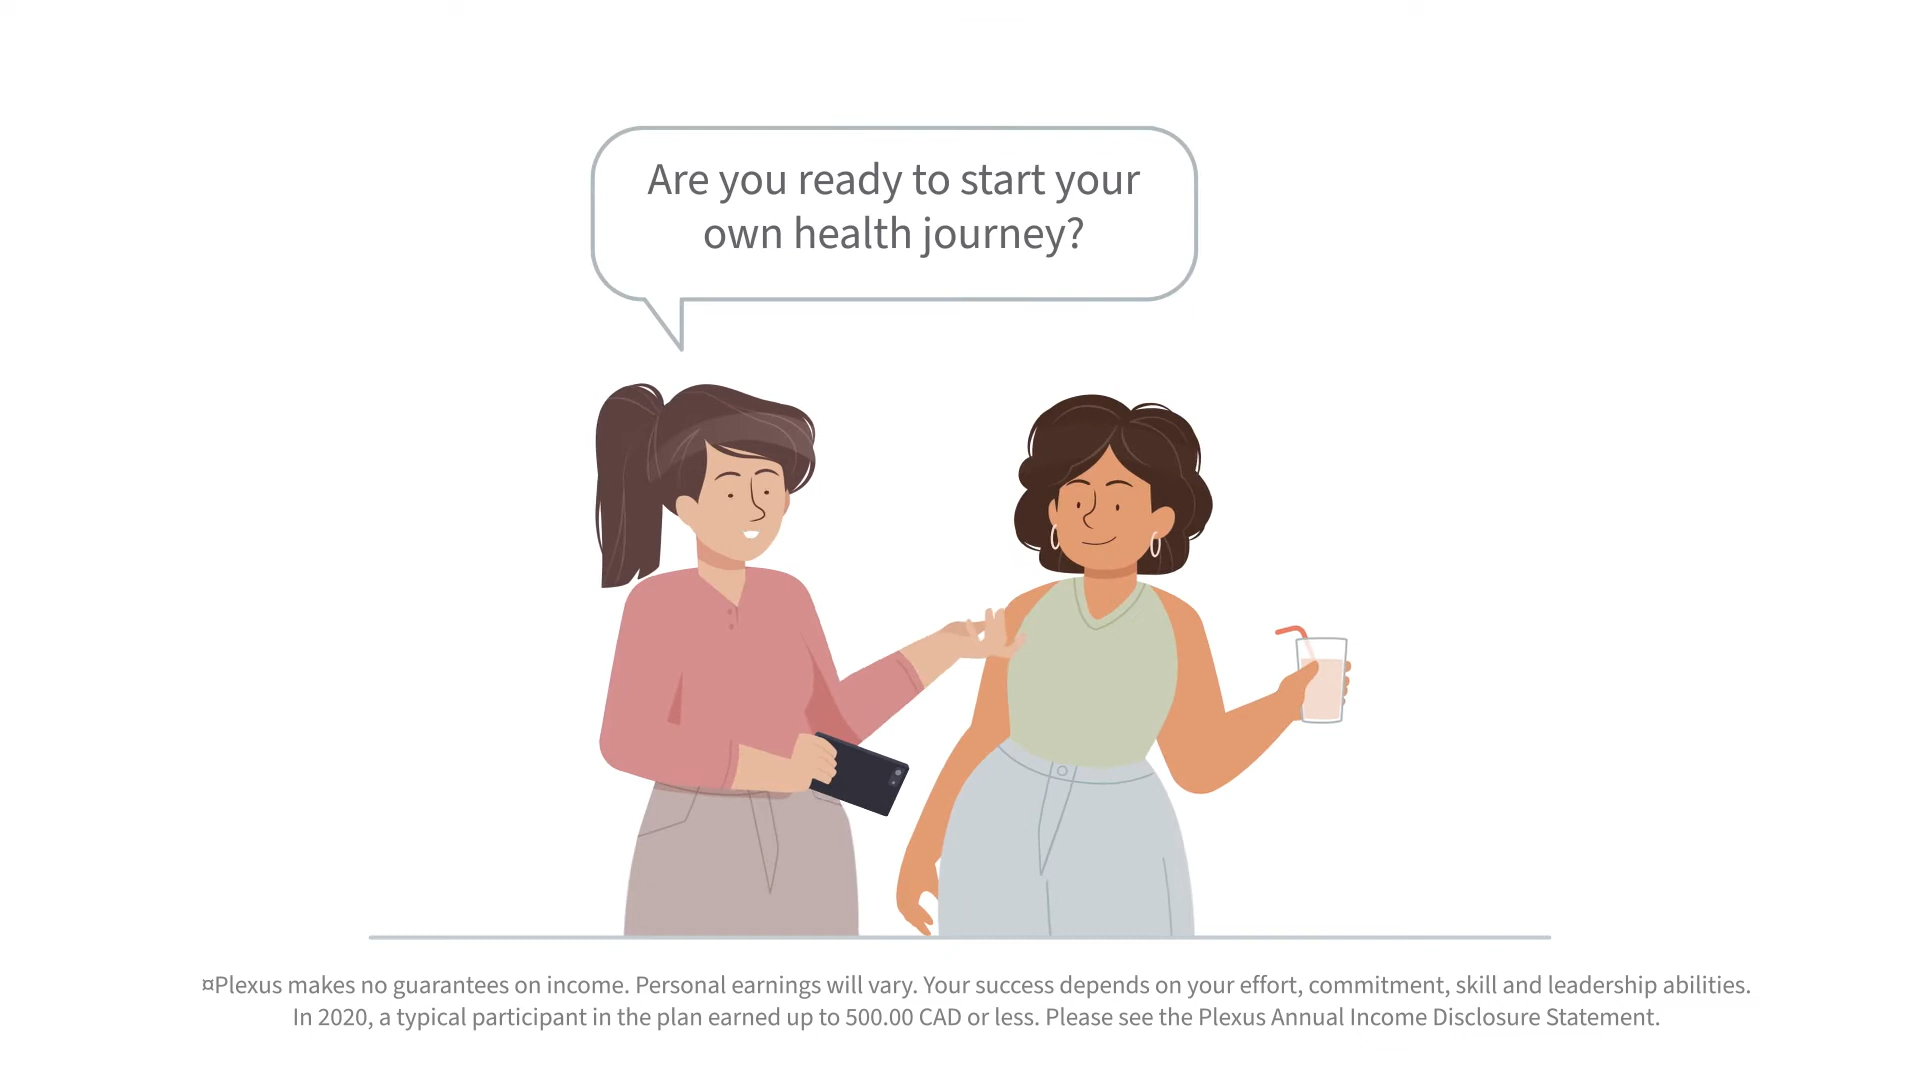 Are you ready to start your
own health journey?
¤Plexus makes no guarantees on income. Personal earnings will vary. Your success depends on your effort, commitment, skill and leadership abilities.
In 2020, a typical participant in the plan earned up to 500.00 CAD or less. Please see the Plexus Annual Income Disclosure Statement.